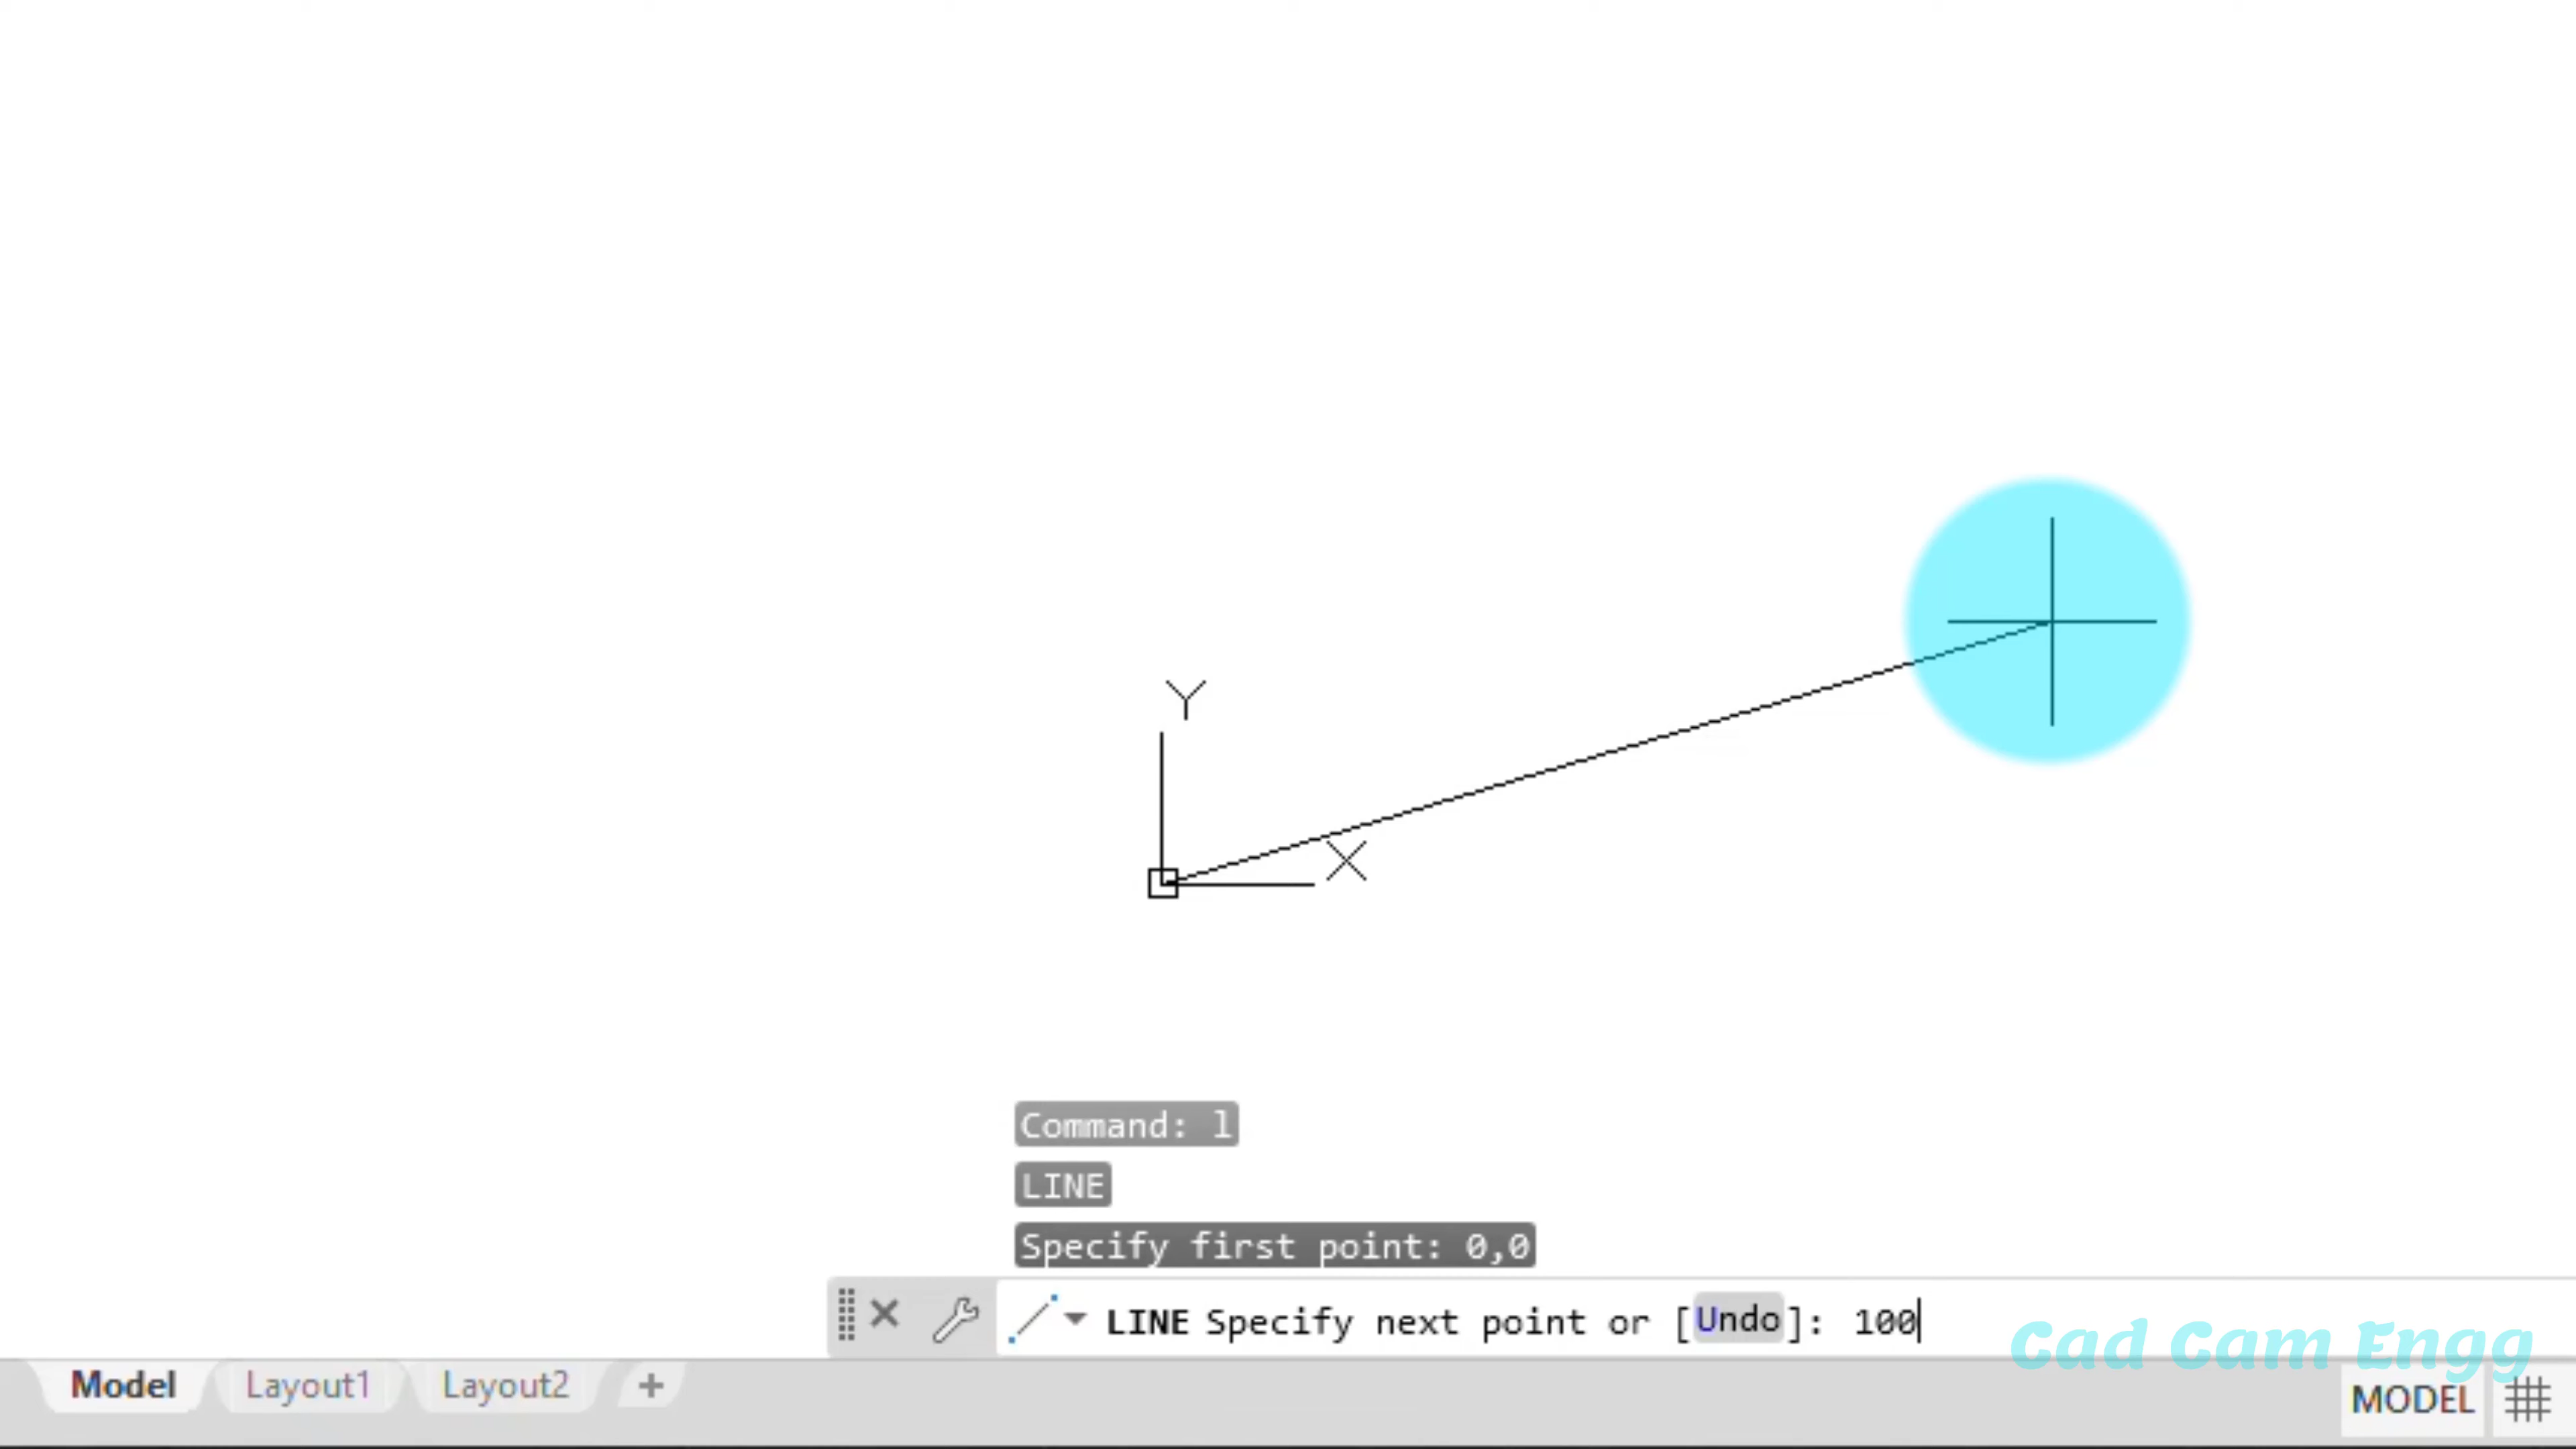 Y
X
Command: l
LINE
Specify first point: 0,0
LINE Specify next point or [Undo]: 100
Cad Cam Engg
Model Layout1 Layout2 +
MODEL